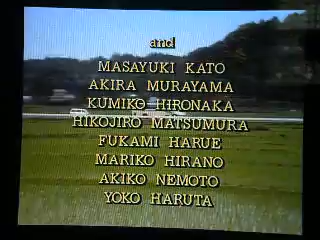 and
MASAYUKI KATO
AKIRA MURAYAMA
KUMIKO HIRONAKA
HIKOJIRO MATSUMURA
FUKAMI HARUE
MARIKO HIRANO
AKIKO NEMOTO
YOKO HARUTA